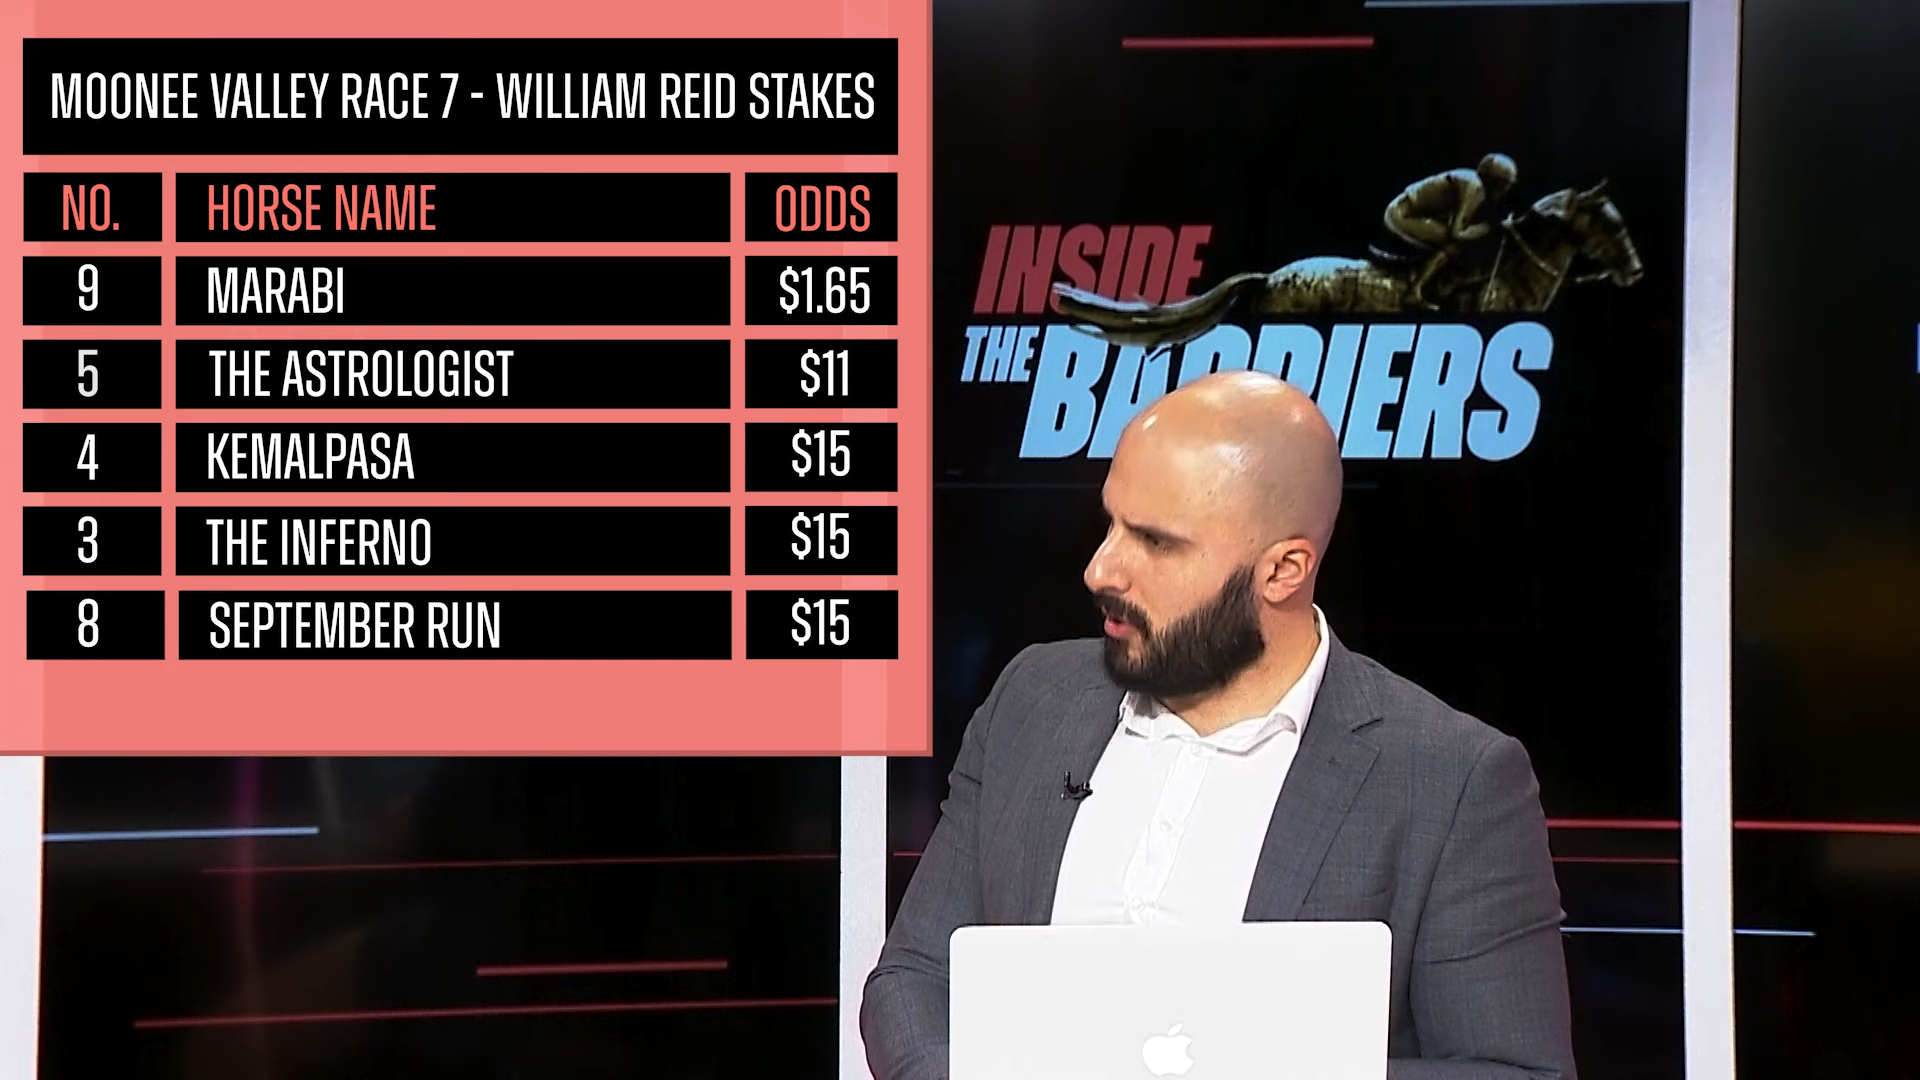 MOONEE VALLEY RACE 7 - WILLIAM REID STAKES
NO. HORSE NAME ODDS
9 MARABI $1.65
5 THE ASTROLOGIST $11
4 KEMALPASA $15
3 THE INFERNO $15
8 SEPTEMBER RUN $15
INSIDE
THE BARRIERS